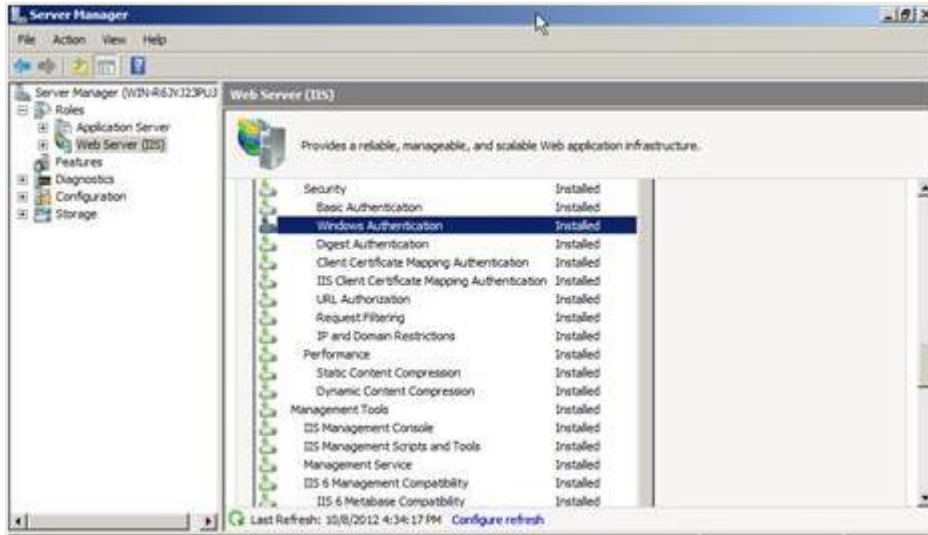 Server Manager
File Action View Help
Server Manager (WIN-R6JVJ23PUJ
Roles
Application Server
Web Server (IIS)
Features
Diagnostics
Configuration
Storage
Web Server (IIS)
Provides a reliable, manageable, and scalable Web application infrastructure.
Security Installed
Basic Authentication Installed
Windows Authentication Installed
Digest Authentication Installed
Client Certificate Mapping Authentication Installed
IIS Client Certificate Mapping Authentication Installed
URL Authorization Installed
Request Filtering Installed
IP and Domain Restrictions Installed
Performance Installed
Static Content Compression Installed
Dynamic Content Compression Installed
Management Tools Installed
IIS Management Console Installed
IIS Management Scripts and Tools Installed
Management Service Installed
IIS 6 Management Compatibility Installed
IIS 6 Metabase Compatibility Installed
Last Refresh: 10/8/2012 4:34:17 PM Configure refresh